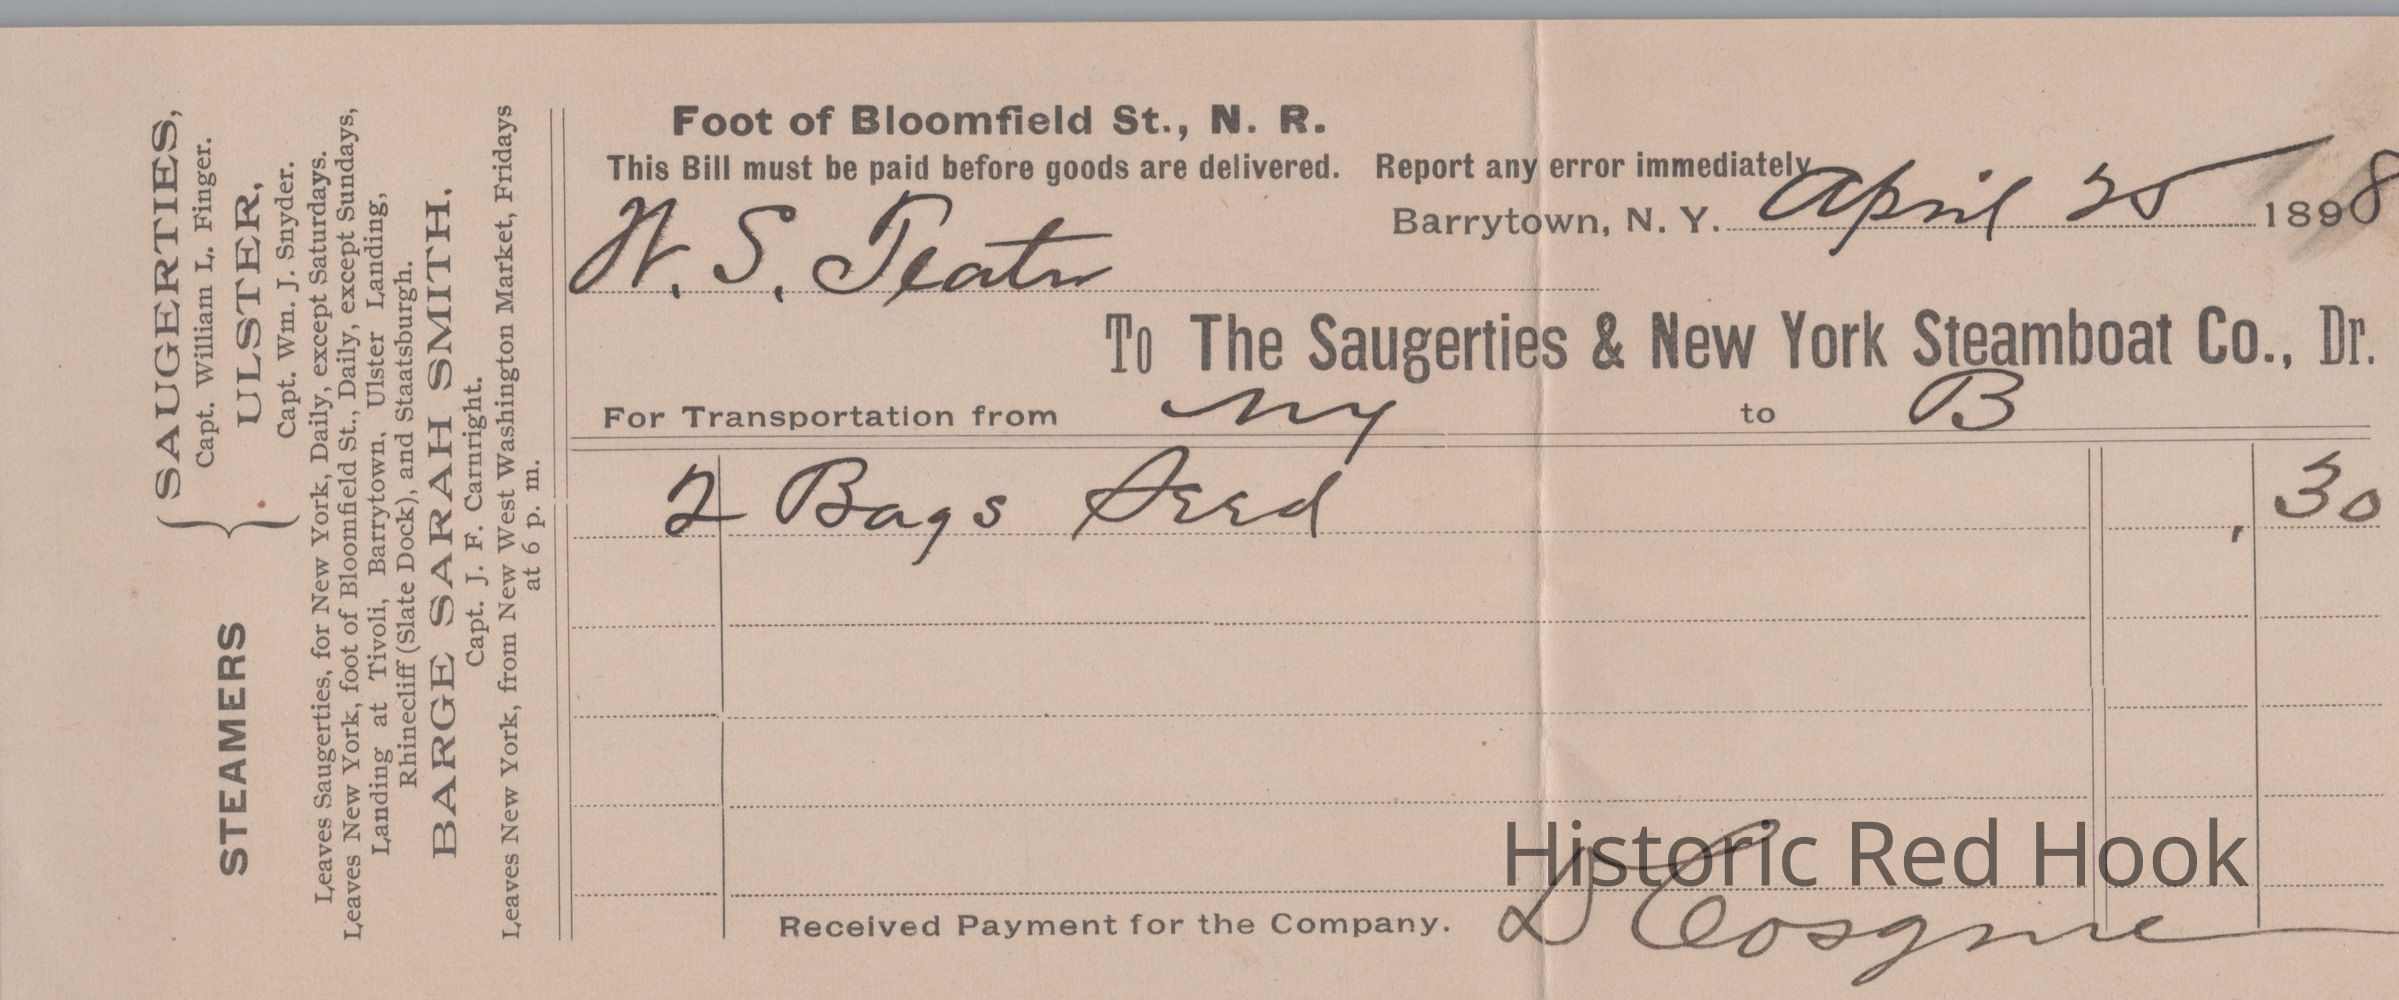 STEAMERS { SAUGERTIES,
Capt. William L. Finger.
ULSTER,
Capt. Wm. J. Snyder.
Leaves Saugerties, for New York, Daily, except Saturdays.
Leaves New York, foot of Bloomfield St., Daily, except Sundays,
Landing at Tivoli, Barrytown, Ulster Landing,
Rhinecliff (Slate Dock), and Staatsburgh.
BARGE SARAH SMITH.
Capt. J. F. Carnright.
Leaves New York, from New West Washington Market, Fridays
at 6 p. m.
Foot of Bloomfield St., N. R.
This Bill must be paid before goods are delivered. Report any error immediately
Barrytown, N. Y. April 25 1898
W. S. Teator
To The Saugerties & New York Steamboat Co., Dr.
For Transportation from NY to B
2 Bags Seed , 30
Historic Red Hook
Received Payment for the Company. D Cosgrove